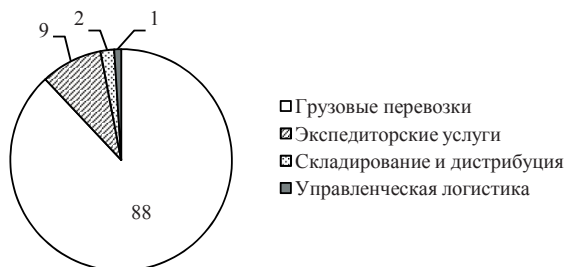 2
1
9
88
Грузовые перевозки
Экспедиторские услуги
Складирование и дистрибуция
Управленческая логистика